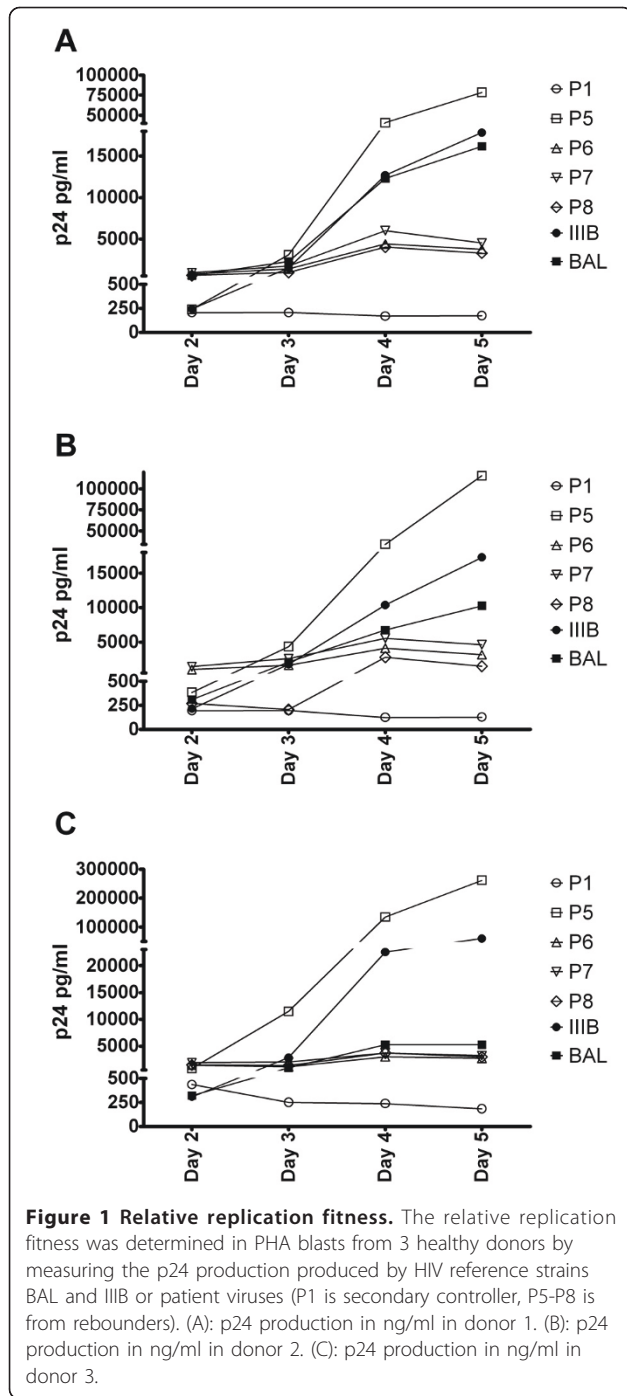 A
100000
75000
50000
15000
10000
5000
500
250
0
p24 pg/ml
Day 2
Day 3
Day 4
Day 5
P1
P5
P6
P7
P8
IIIB
BAL
B
100000
75000
50000
15000
10000
5000
500
250
0
p24 pg/ml
Day 2
Day 3
Day 4
Day 5
P1
P5
P6
P7
P8
IIIB
BAL
C
300000
200000
100000
20000
15000
10000
5000
500
250
0
p24 pg/ml
Day 2
Day 3
Day 4
Day 5
P1
P5
P6
P7
P8
IIIB
BAL
Figure 1 Relative replication fitness. The relative replication
fitness was determined in PHA blasts from 3 healthy donors by
measuring the p24 production produced by HIV reference strains
BAL and IIIB or patient viruses (P1 is secondary controller, P5-P8 is
from rebounders). (A): p24 production in ng/ml in donor 1. (B): p24
production in ng/ml in donor 2. (C): p24 production in ng/ml in
donor 3.